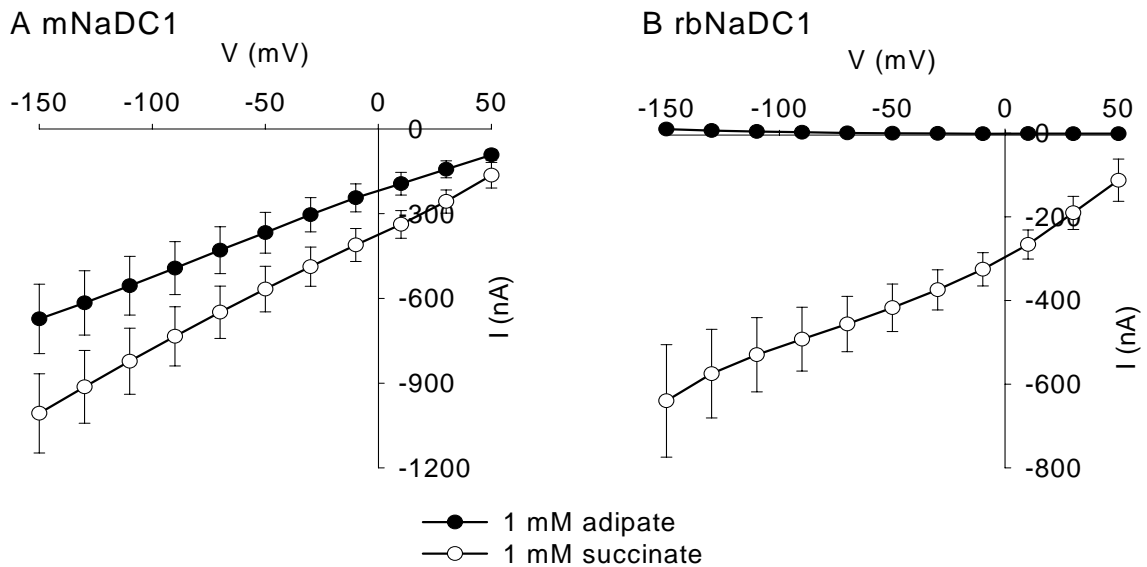 A mNaDC1
V (mV)
-150 -100 -50 0 50
0
-300
-600
-900
-1200
I (nA)
B rbNaDC1
V (mV)
-150 -100 -50 0 50
0
-200
-400
-600
-800
I (nA)
1 mM adipate
1 mM succinate